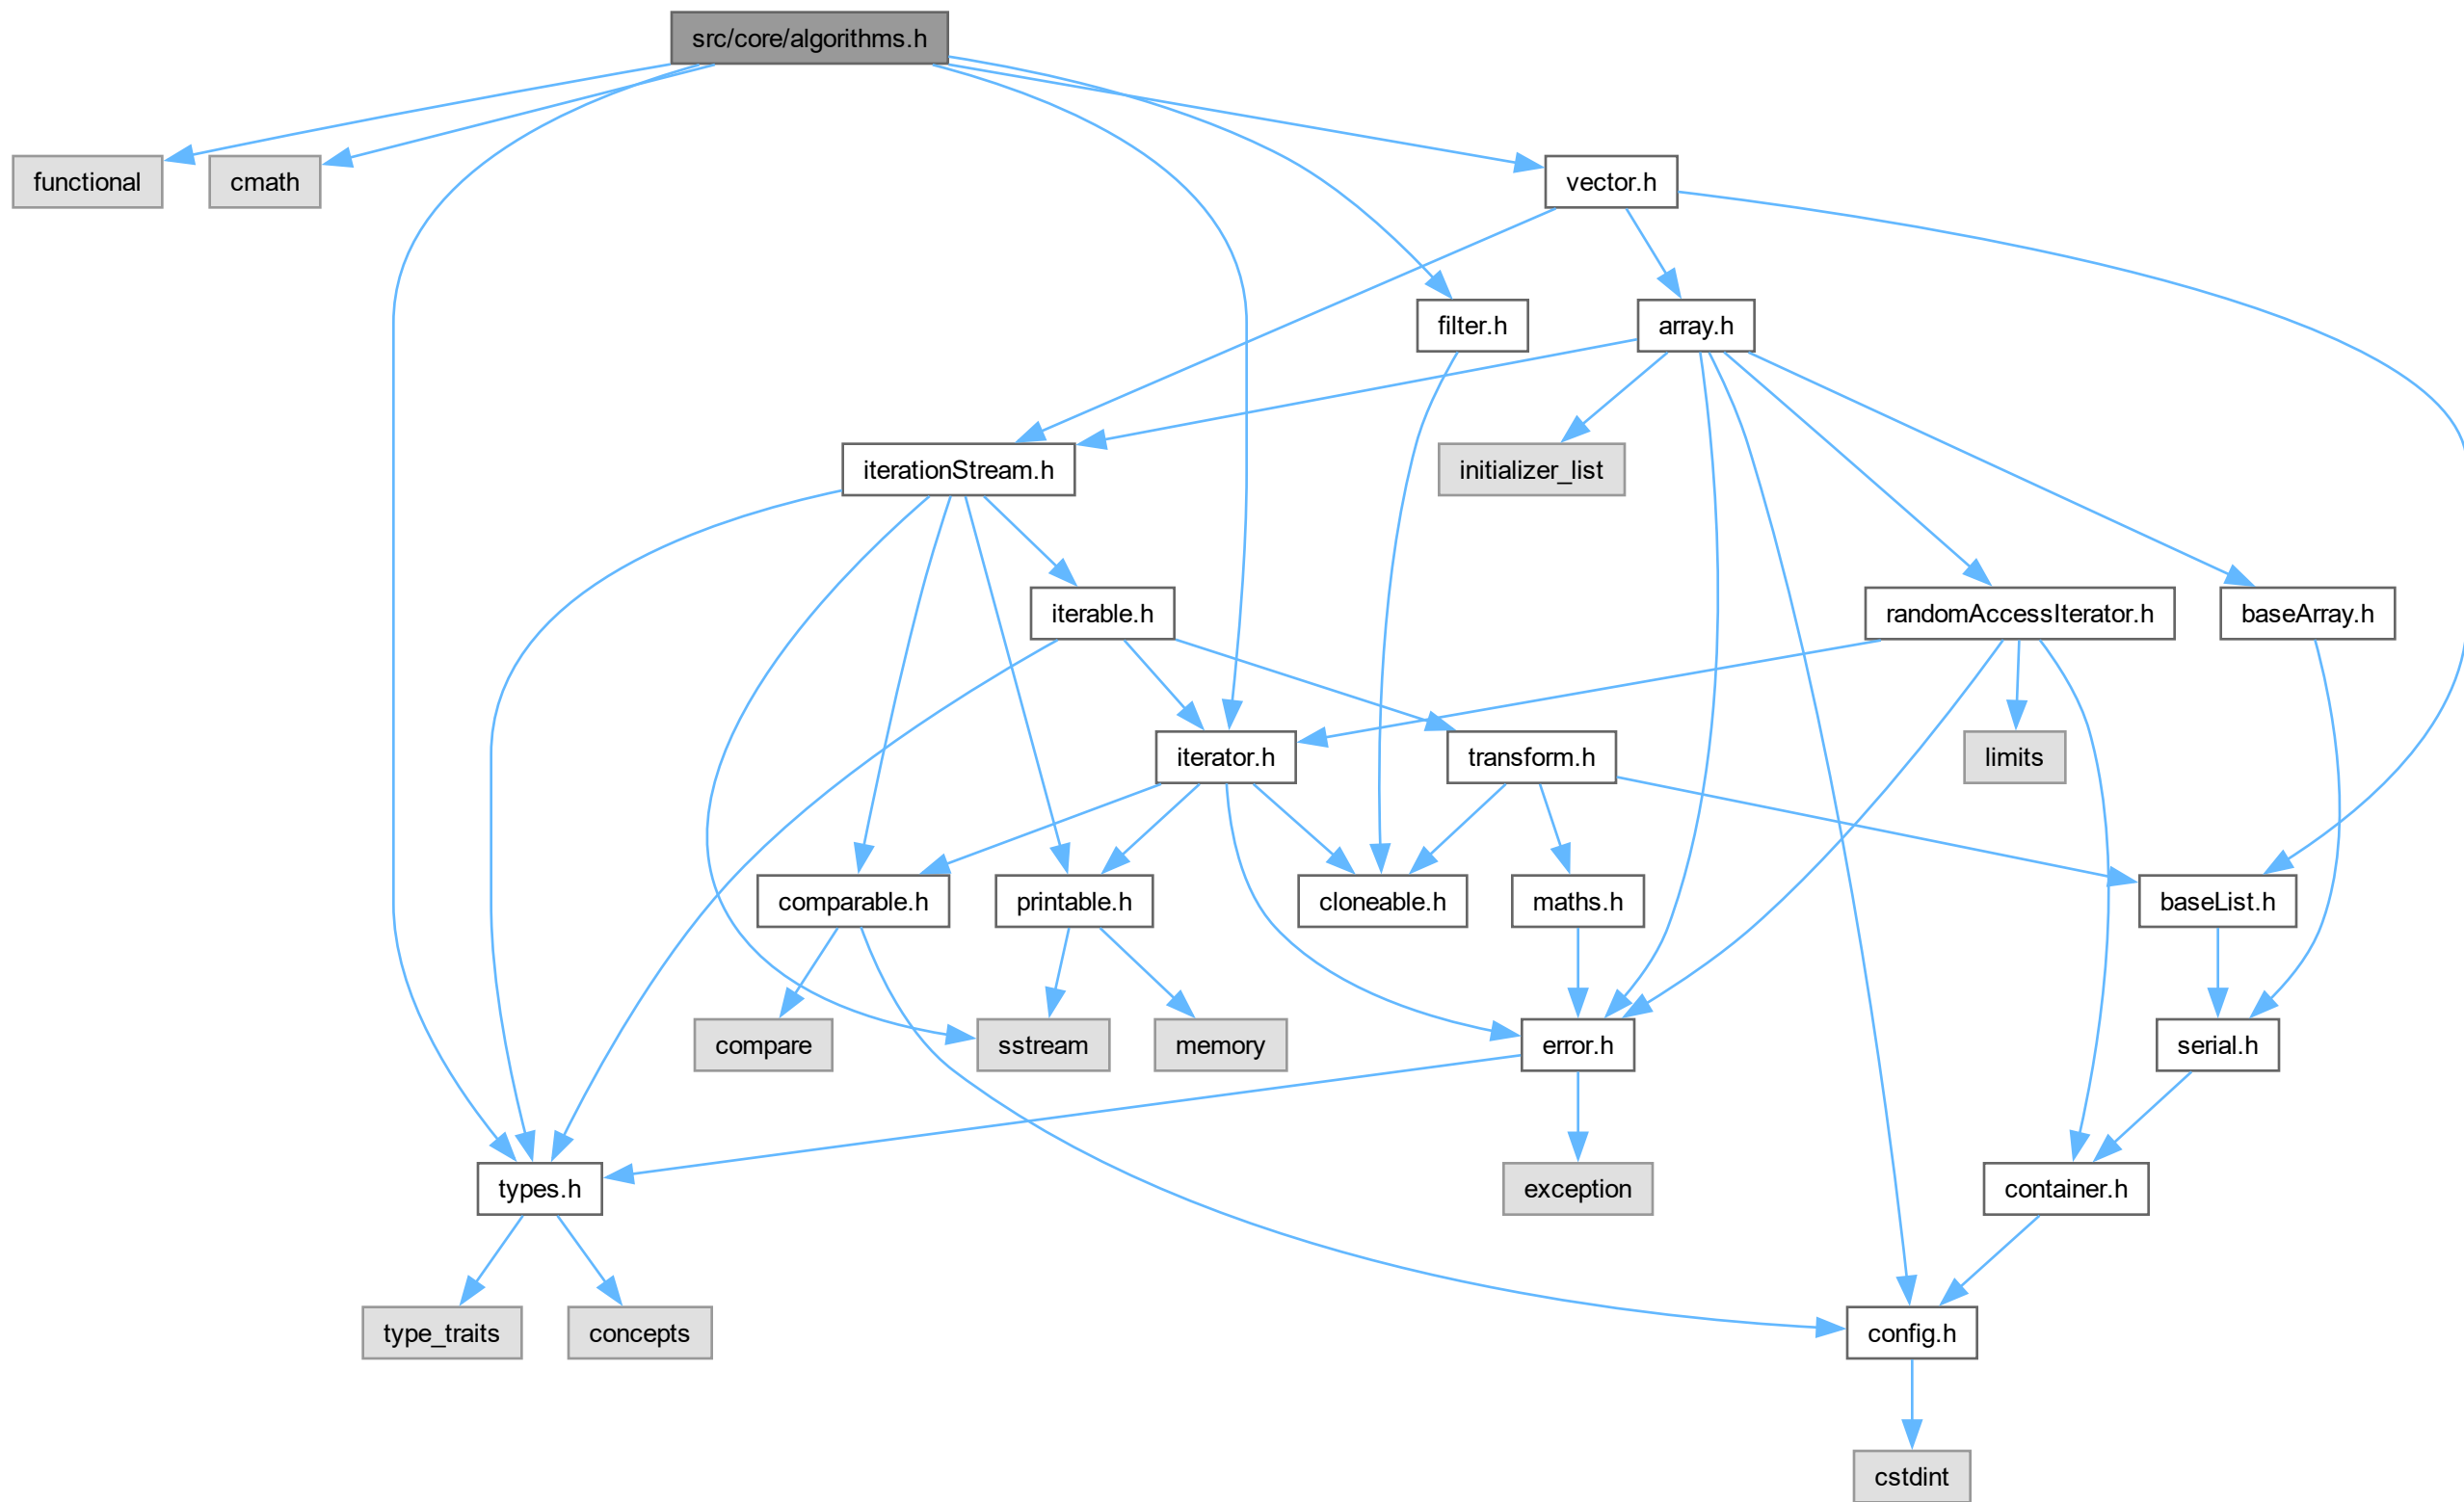 src/core/algorithms.h
functional
cmath
vector.h
filter.h
array.h
iterationStream.h
initializer_list
iterable.h
randomAccessIterator.h
baseArray.h
iterator.h
transform.h
limits
comparable.h
printable.h
cloneable.h
maths.h
baseList.h
compare
sstream
memory
error.h
serial.h
types.h
exception
container.h
type_traits
concepts
config.h
cstdint